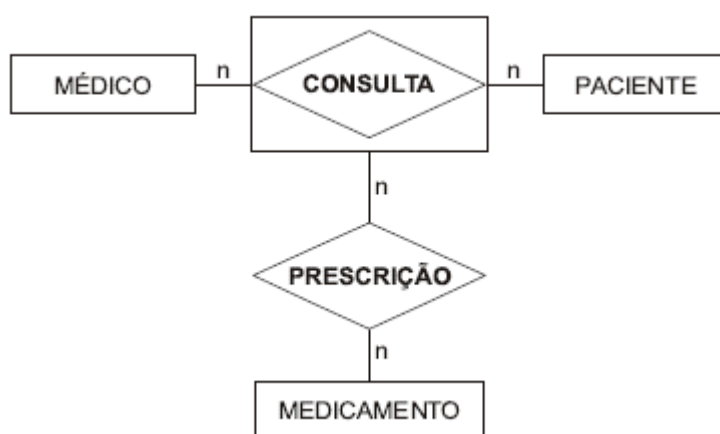 MÉDICO n CONSULTA n PACIENTE
n
PRESCRIÇÃO
n
MEDICAMENTO